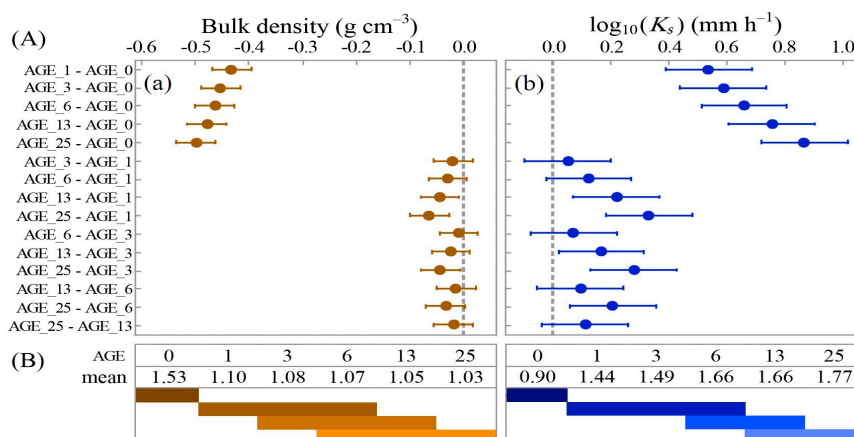 Bulk density (g cm⁻³) log₁₀(Kₛ) (mm h⁻¹)
(A) -0.6 -0.5 -0.4 -0.3 -0.2 -0.1 0.0 0.0 0.4 0.6 0.8 1.0
(a) (b)
AGE_1 - AGE_0
AGE_3 - AGE_0
AGE_6 - AGE_0
AGE_13 - AGE_0
AGE_25 - AGE_0
AGE_3 - AGE_1
AGE_6 - AGE_1
AGE_13 - AGE_1
AGE_25 - AGE_1
AGE_6 - AGE_3
AGE_13 - AGE_3
AGE_25 - AGE_3
AGE_13 - AGE_6
AGE_25 - AGE_6
AGE_25 - AGE_13
(B) AGE 0 1 3 6 13 25 0 1 3 6 13 25
mean 1.53 1.10 1.08 1.07 1.05 1.03 0.90 1.44 1.49 1.66 1.66 1.77